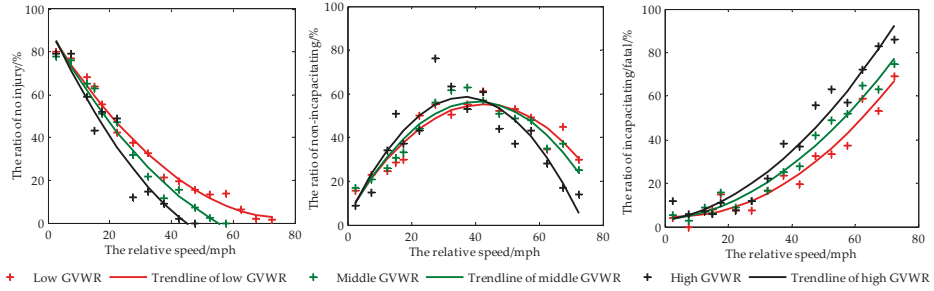 The ratio of no injury/%
100
80
60
40
20
0
0 20 40 60 80
The relative speed/mph
The ratio of non-incapacitating/%
100
80
60
40
20
0
0 20 40 60 80
The relative speed/mph
The ratio of incapacitating/fatal/%
100
80
60
40
20
0
0 20 40 60 80
The relative speed/mph
Low GVWR Trendline of low GVWR Middle GVWR Trendline of middle GVWR High GVWR Trendline of high GVWR